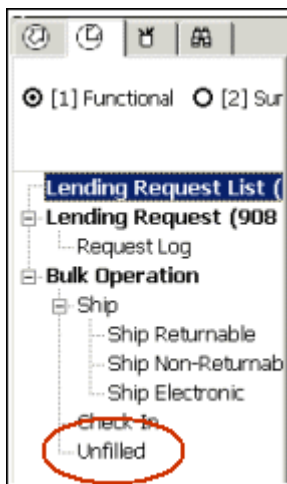 [1] Functional [2] Sur
Lending Request List (
Lending Request (908
Request Log
Bulk Operation
Ship
Ship Returnable
Ship Non-Returnab
Ship Electronic
Check-In
Unfilled